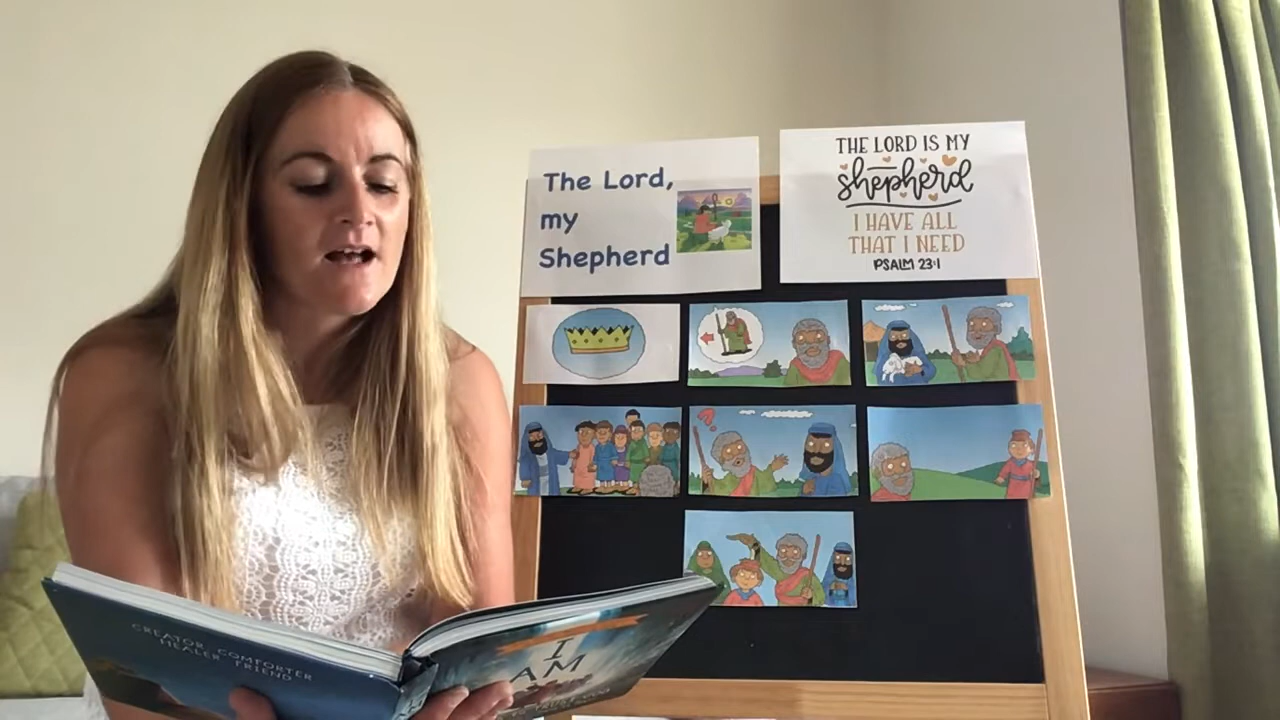 The Lord,
my
Shepherd
THE LORD IS MY
shepherd
I HAVE ALL
THAT I NEED
PSALM 23:1
?
CREATOR, COMFORTER
HEALER, FRIEND
I
AM